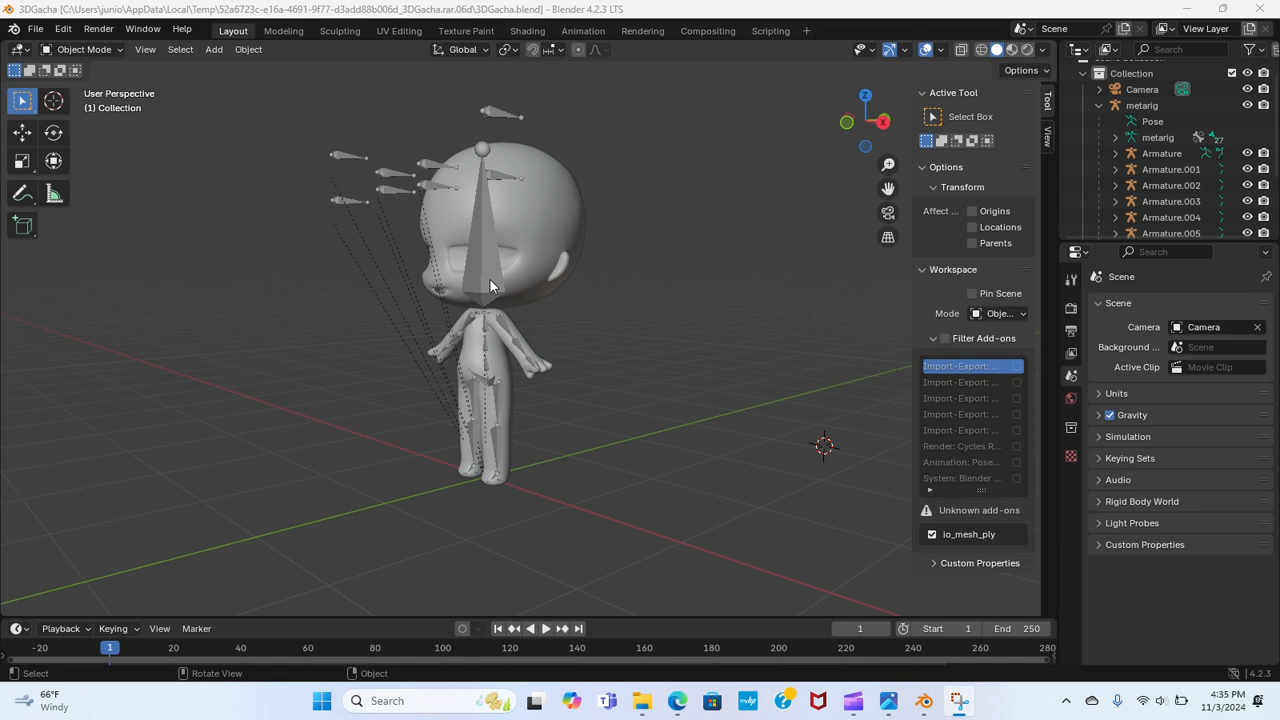 3DGacha [C:\Users\junio\AppData\Local\Temp\52a6723c-e16a-4691-9f77-d3add88b006d_3DGacha.rar.06d\3DGacha.blend] - Blender 4.2.3 LTS
File Edit Render Window Help Layout Modeling Sculpting UV Editing Texture Paint Shading Animation Rendering Compositing Scripting + Scene View Layer
Object Mode View Select Add Object Global Search
Options
User Perspective
(1) Collection
Z
X
Active Tool
Select Box
Options
Transform
Affect ... Origins
Locations
Parents
Workspace
Pin Scene
Mode Obje...
Filter Add-ons
Import-Export: ...
Import-Export: ...
Import-Export: ...
Import-Export: ...
Import-Export: ...
Render: Cycles R...
Animation: Pose...
System: Blender ...
Unknown add-ons
io_mesh_ply
Custom Properties
Tool
View
Collection
Camera
metarig
Pose
metarig 27
Armature
Armature.001
Armature.002
Armature.003
Armature.004
Armature.005
Search
Scene
Scene
Camera Camera
Background ... Scene
Active Clip Movie Clip
Units
Gravity
Simulation
Keying Sets
Audio
Rigid Body World
Light Probes
Custom Properties
Playback Keying View Marker 1 Start 1 End 250
-20 1 20 40 60 80 100 120 140 160 180 200 220 240 260 280
Select Rotate View Object 4.2.3
66°F
Windy
Search
4:35 PM
11/3/2024